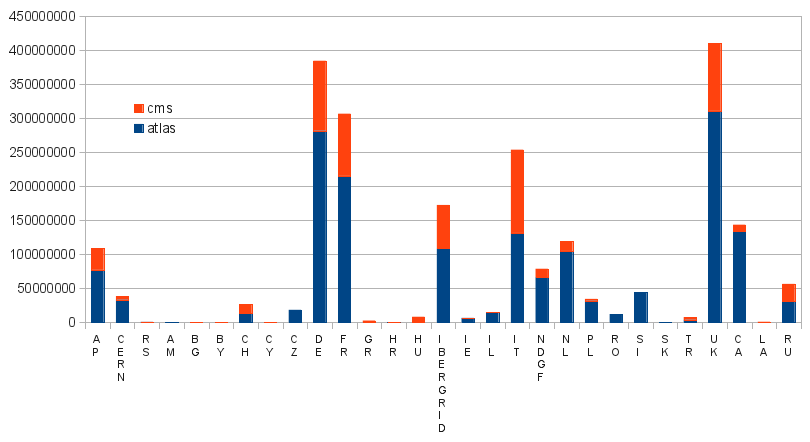 450000000
400000000
350000000
300000000
250000000
200000000
150000000
100000000
50000000
0
cms
atlas
AP
CERN
RS
AM
BG
BY
CH
CY
CZ
DE
FR
GR
HR
HU
IBERGRID
IE
IL
IT
NDGF
NL
PL
RO
SI
SK
TR
UK
CA
LA
RU